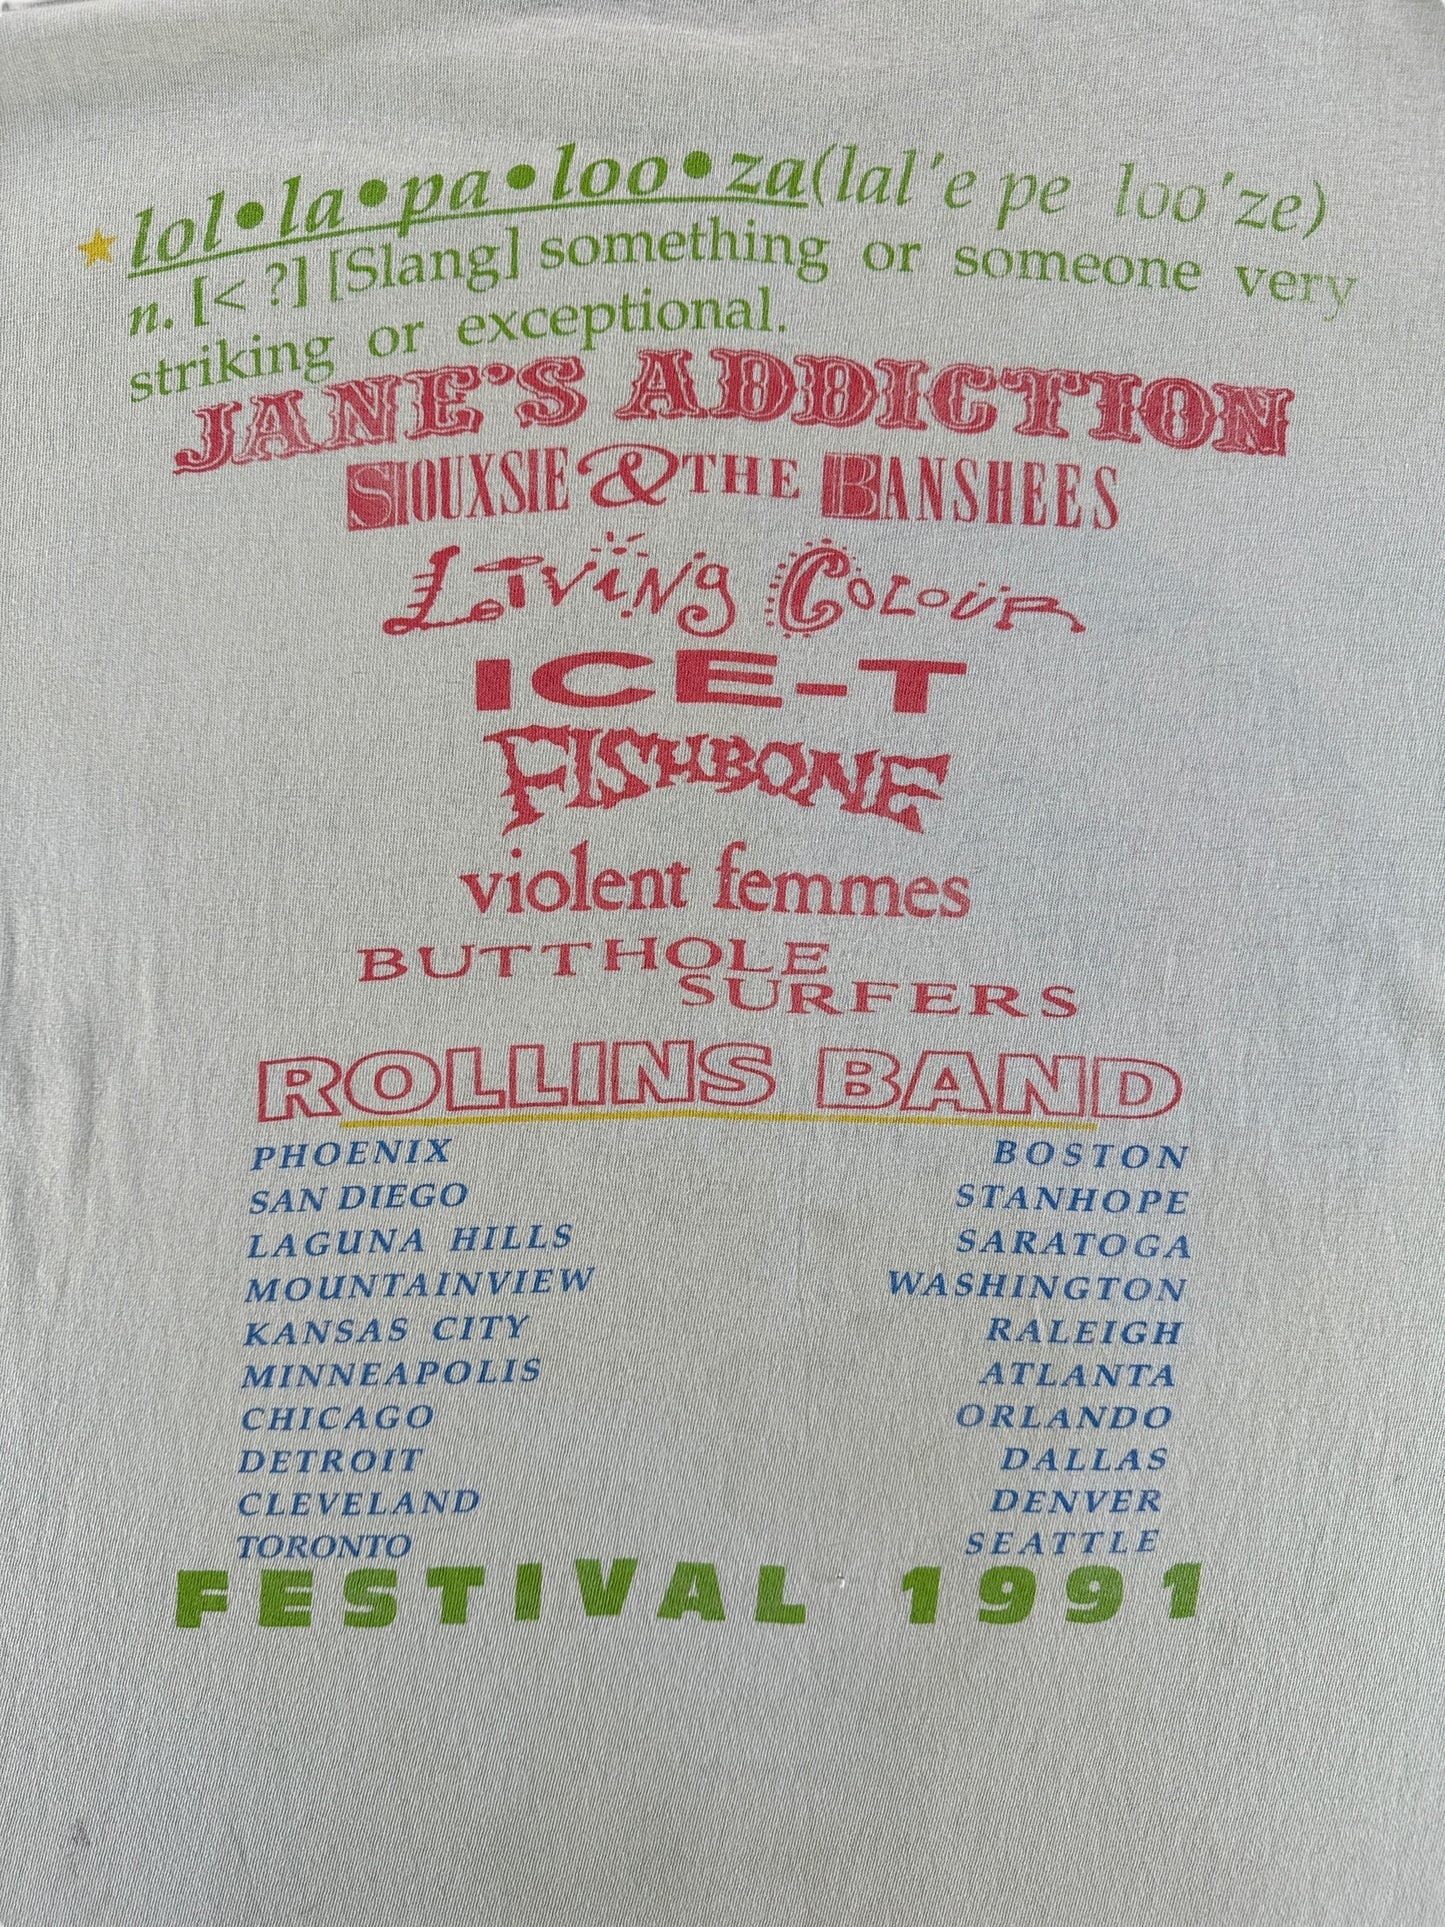 lol•la•pa•loo•za(lal'e pe loo'ze)
n. [< ?] [Slang] something or someone very
striking or exceptional.
JANE'S ADDICTION
SIOUXSIE & THE BANSHEES
LIVING COLOUR
ICE-T
FISHBONE
violent femmes
BUTTHOLE
SURFERS
ROLLINS BAND
PHOENIX BOSTON
SAN DIEGO STANHOPE
LAGUNA HILLS SARATOGA
MOUNTAINVIEW WASHINGTON
KANSAS CITY RALEIGH
MINNEAPOLIS ATLANTA
CHICAGO ORLANDO
DETROIT DALLAS
CLEVELAND DENVER
TORONTO SEATTLE
FESTIVAL 1991